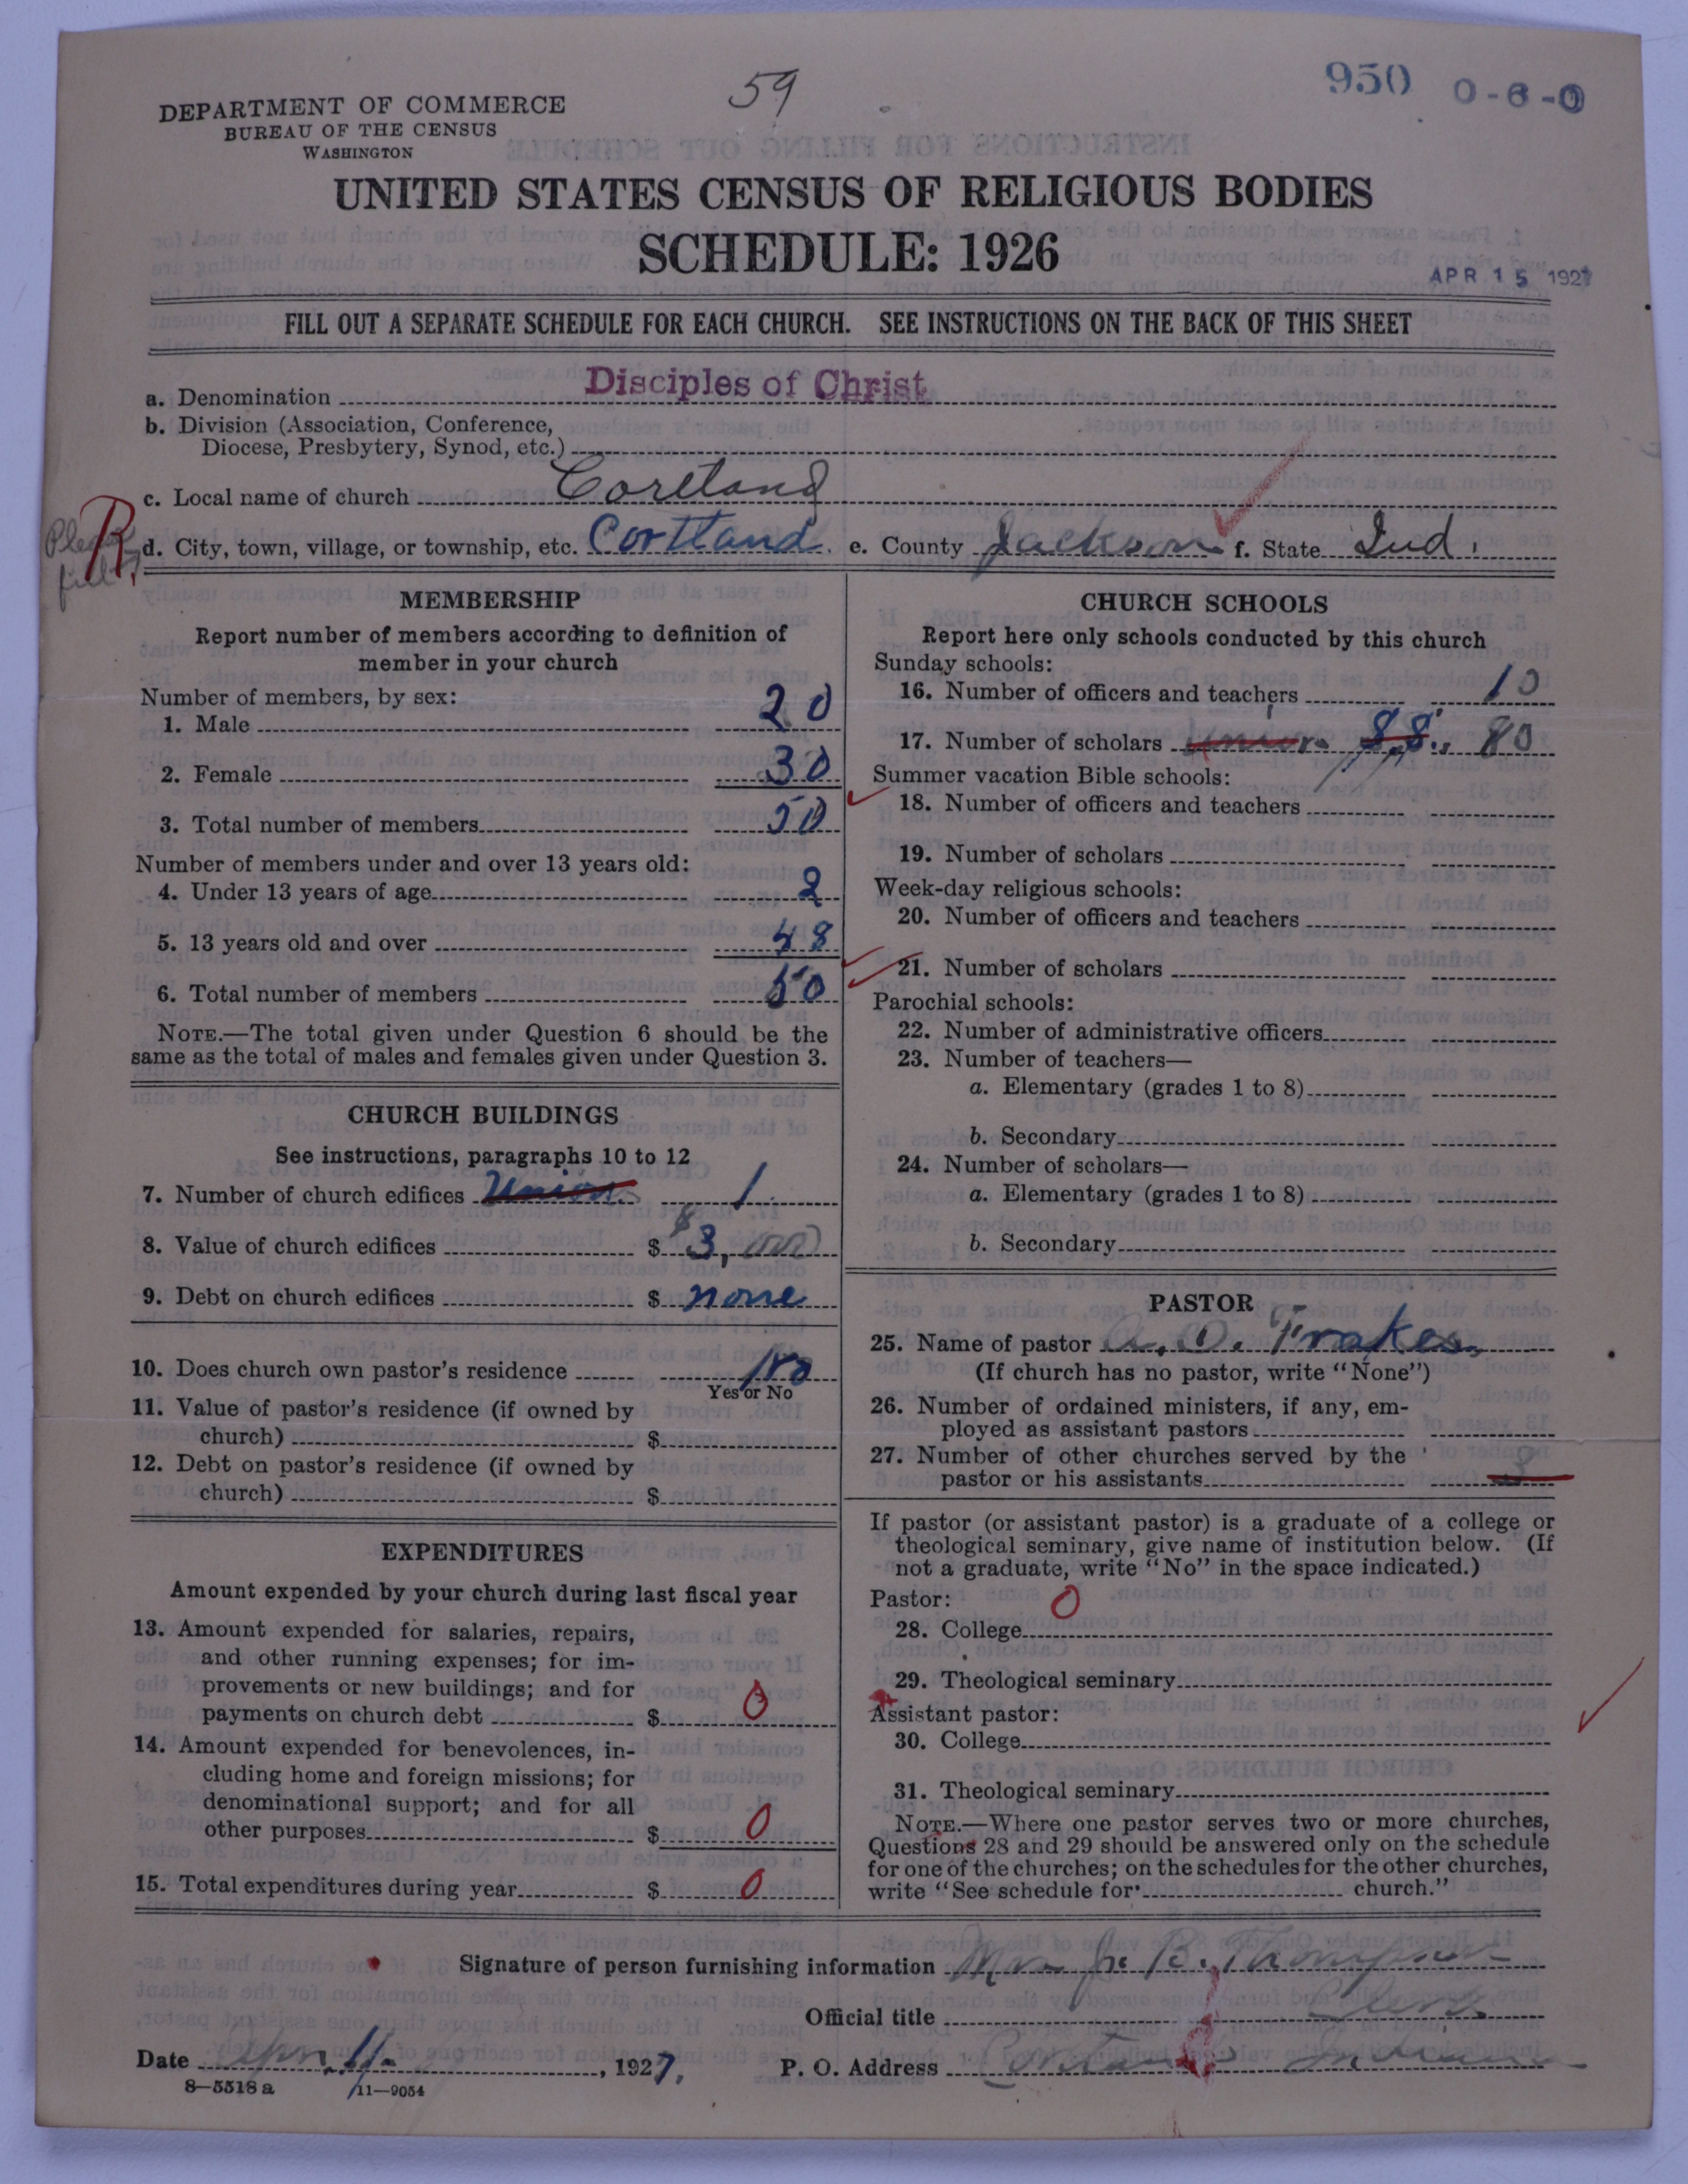 59
950 0-6-0
DEPARTMENT OF COMMERCE
BUREAU OF THE CENSUS
WASHINGTON
UNITED STATES CENSUS OF RELIGIOUS BODIES
SCHEDULE: 1926
APR 15 1927
FILL OUT A SEPARATE SCHEDULE FOR EACH CHURCH. SEE INSTRUCTIONS ON THE BACK OF THIS SHEET
a. Denomination Disciples of Christ
b. Division (Association, Conference,
Diocese, Presbytery, Synod, etc.)
c. Local name of church Cortland
R d. City, town, village, or township, etc. Cortland. e. County Jackson f. State Ind.
MEMBERSHIP
Report number of members according to definition of
member in your church
Number of members, by sex:
1. Male 20
2. Female 30
3. Total number of members 50
Number of members under and over 13 years old:
4. Under 13 years of age 2
5. 13 years old and over 48
6. Total number of members 50
NOTE.—The total given under Question 6 should be the
same as the total of males and females given under Question 3.
CHURCH BUILDINGS
See instructions, paragraphs 10 to 12
7. Number of church edifices Union 1
8. Value of church edifices $ $3,000
9. Debt on church edifices $ none
10. Does church own pastor's residence No
Yes or No
11. Value of pastor's residence (if owned by
church) $
12. Debt on pastor's residence (if owned by
church) $
EXPENDITURES
Amount expended by your church during last fiscal year
13. Amount expended for salaries, repairs,
and other running expenses; for im-
provements or new buildings; and for
payments on church debt $ 0
14. Amount expended for benevolences, in-
cluding home and foreign missions; for
denominational support; and for all
other purposes $ 0
15. Total expenditures during year $ 0
CHURCH SCHOOLS
Report here only schools conducted by this church
Sunday schools:
16. Number of officers and teachers 10
17. Number of scholars Union S.S. 80
Summer vacation Bible schools:
18. Number of officers and teachers
19. Number of scholars
Week-day religious schools:
20. Number of officers and teachers
21. Number of scholars
Parochial schools:
22. Number of administrative officers
23. Number of teachers—
a. Elementary (grades 1 to 8)
b. Secondary
24. Number of scholars—
a. Elementary (grades 1 to 8)
b. Secondary
PASTOR
25. Name of pastor A. O. Frakes.
(If church has no pastor, write "None")
26. Number of ordained ministers, if any, em-
ployed as assistant pastors
27. Number of other churches served by the
pastor or his assistants
If pastor (or assistant pastor) is a graduate of a college or
theological seminary, give name of institution below. (If
not a graduate, write "No" in the space indicated.)
Pastor: 0
28. College
29. Theological seminary
Assistant pastor:
30. College
31. Theological seminary
NOTE.—Where one pastor serves two or more churches,
Questions 28 and 29 should be answered only on the schedule
for one of the churches; on the schedules for the other churches,
write "See schedule for church."
Signature of person furnishing information Mrs. B. Thompson
Official title Clerk.
Date Apr. 11, 1927. P. O. Address Cortland Indiana
8—5518 a 11—9054